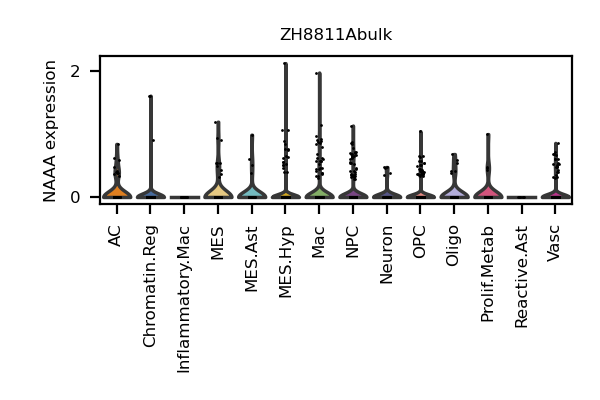 ZH8811Abulk
NAAA expression
2
0
AC
Chromatin.Reg
Inflammatory.Mac
MES
MES.Ast
MES.Hyp
Mac
NPC
Neuron
OPC
Oligo
Prolif.Metab
Reactive.Ast
Vasc